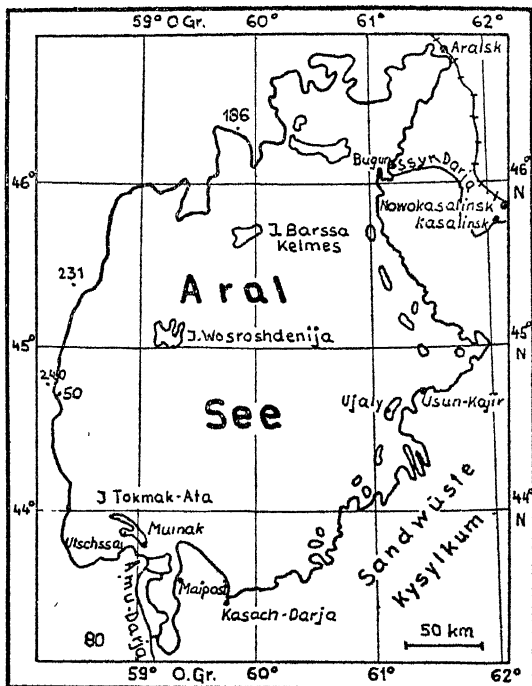 59° O.Gr. 60° 61° 62°
Aralsk
186
Bugun
Ssyr Darja
46°
46°
N
Nowokasalinsk
Kasalinsk
J. Barssa
Kelmes
231
Aral
J. Wosroshdenija
45°
45°
N
240
50
Ujaly
Usun-Kajir
See
J Tokmak-Ata
44°
44°
N
Muinak
Utschssai
Amu-Darja
Maipost
Kasach-Darja
Sandwüste
Kysylkum
80
50 km
59° O.Gr. 60° 61° 62°